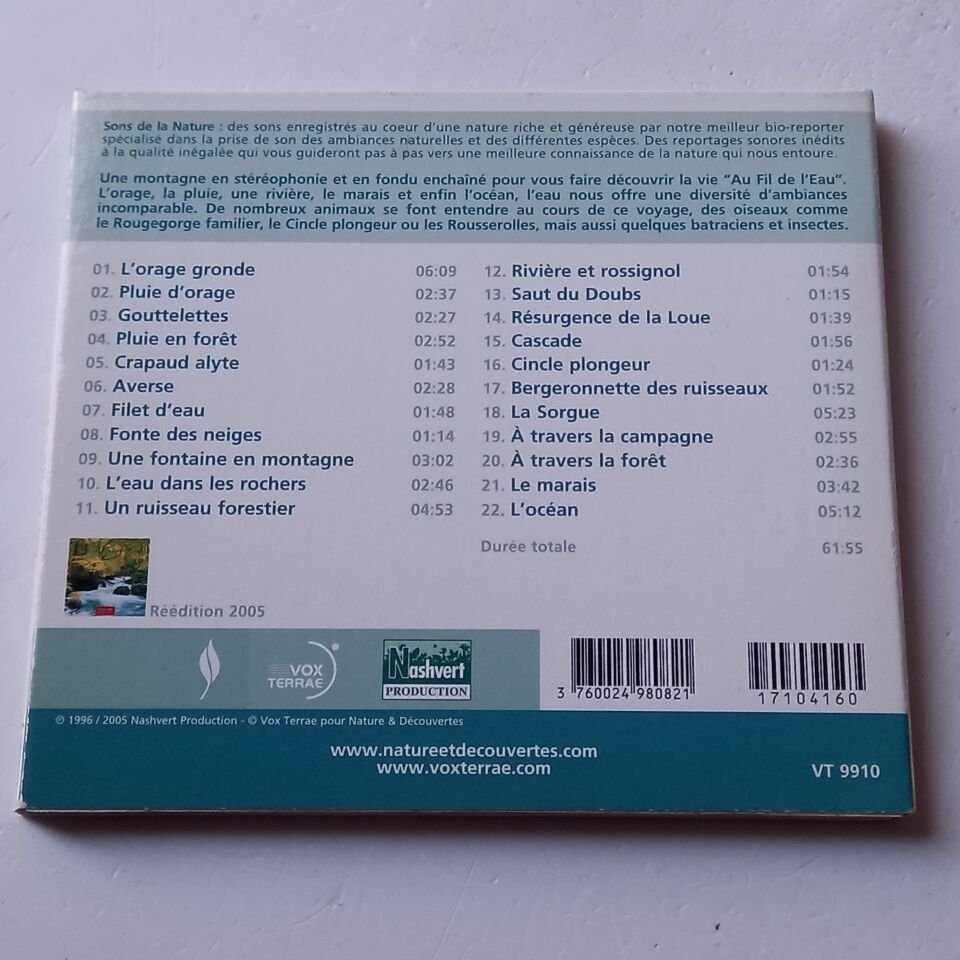 Sons de la Nature : des sons enregistrés au coeur d'une nature riche et généreuse par notre meilleur bio-reporter
spécialisé dans la prise de son des ambiances naturelles et des différentes espèces. Des reportages sonores inédits
à la qualité inégalée qui vous guideront pas à pas vers une meilleure connaissance de la nature qui nous entoure.
Une montagne en stéréophonie et en fondu enchaîné pour vous faire découvrir la vie "Au Fil de l'Eau".
L'orage, la pluie, une rivière, le marais et enfin l'océan, l'eau nous offre une diversité d'ambiances
incomparable. De nombreux animaux se font entendre au cours de ce voyage, des oiseaux comme
le Rougegorge familier, le Cincle plongeur ou les Rousserolles, mais aussi quelques batraciens et insectes.
01. L'orage gronde 06:09
02. Pluie d'orage 02:37
03. Gouttelettes 02:27
04. Pluie en forêt 02:52
05. Crapaud alyte 01:43
06. Averse 02:28
07. Filet d'eau 01:48
08. Fonte des neiges 01:14
09. Une fontaine en montagne 03:02
10. L'eau dans les rochers 02:46
11. Un ruisseau forestier 04:53
12. Rivière et rossignol 01:54
13. Saut du Doubs 01:15
14. Résurgence de la Loue 01:39
15. Cascade 01:56
16. Cincle plongeur 01:24
17. Bergeronnette des ruisseaux 01:52
18. La Sorgue 05:23
19. À travers la campagne 02:55
20. À travers la forêt 02:36
21. Le marais 03:42
22. L'océan 05:12
Durée totale 61:55
Réédition 2005
VOX
TERRAE
Nashvert
PRODUCTION
3 760024 980821
17104160
℗ 1996 / 2005 Nashvert Production - © Vox Terrae pour Nature & Découvertes
www.natureetdecouvertes.com
www.voxterrae.com
VT 9910